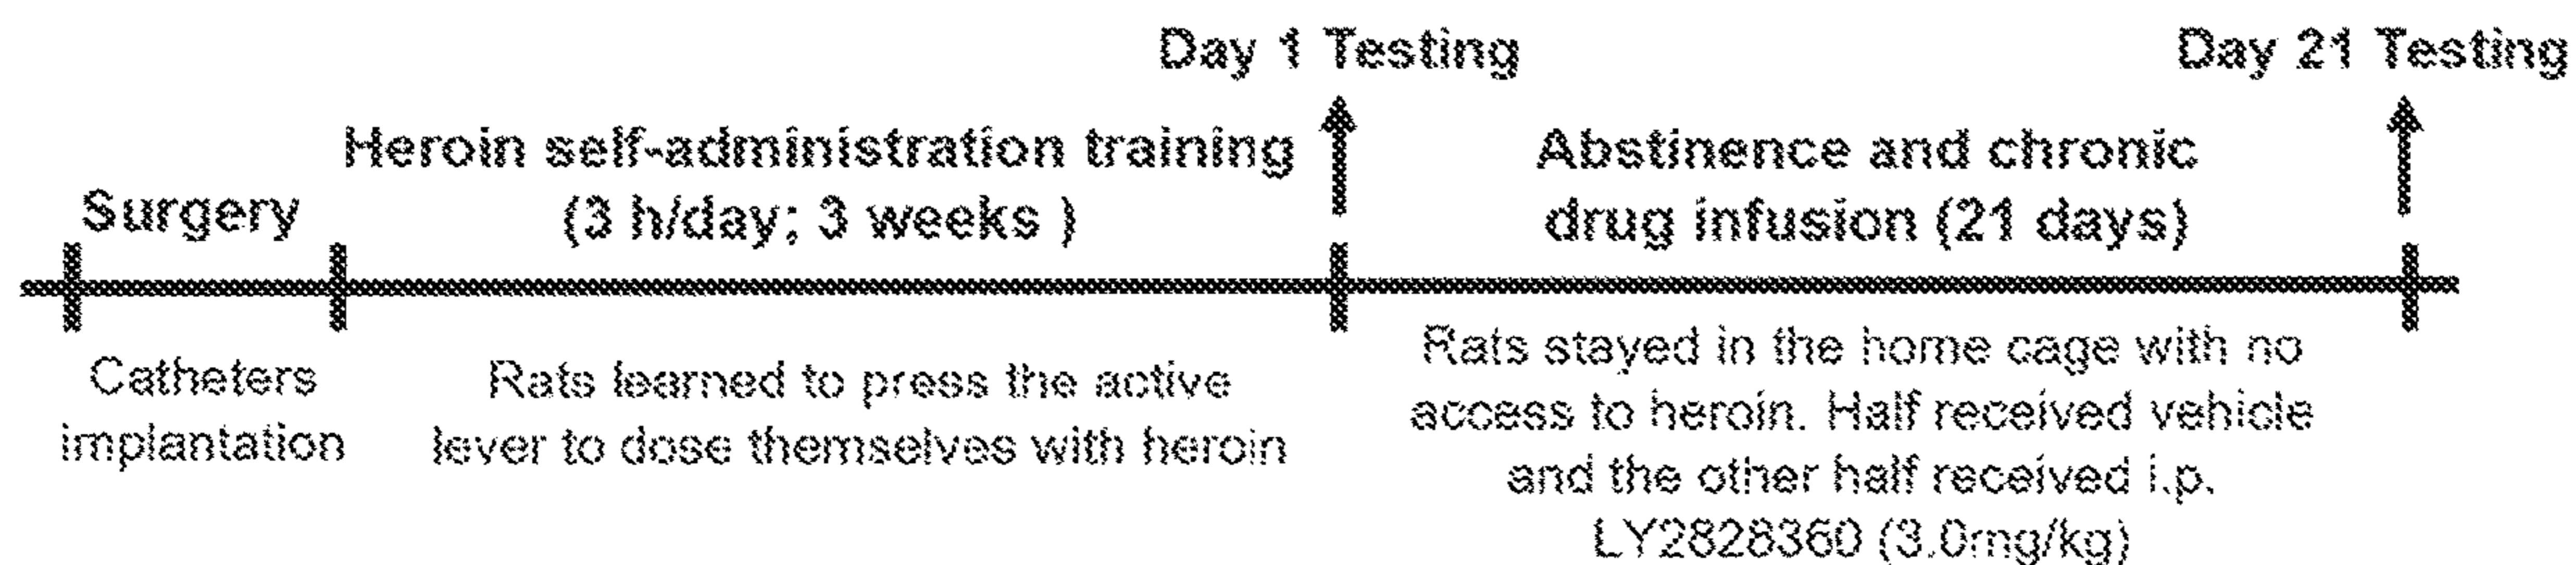 Day 1 Testing
Day 21 Testing
Surgery
Heroin self-administration training
(3 h/day; 3 weeks )
Abstinence and chronic
drug infusion (21 days)
Catheters
implantation
Rats learned to press the active
lever to dose themselves with heroin
Rats stayed in the home cage with no
access to heroin. Half received vehicle
and the other half received i.p.
LY2828360 (3.0mg/kg)